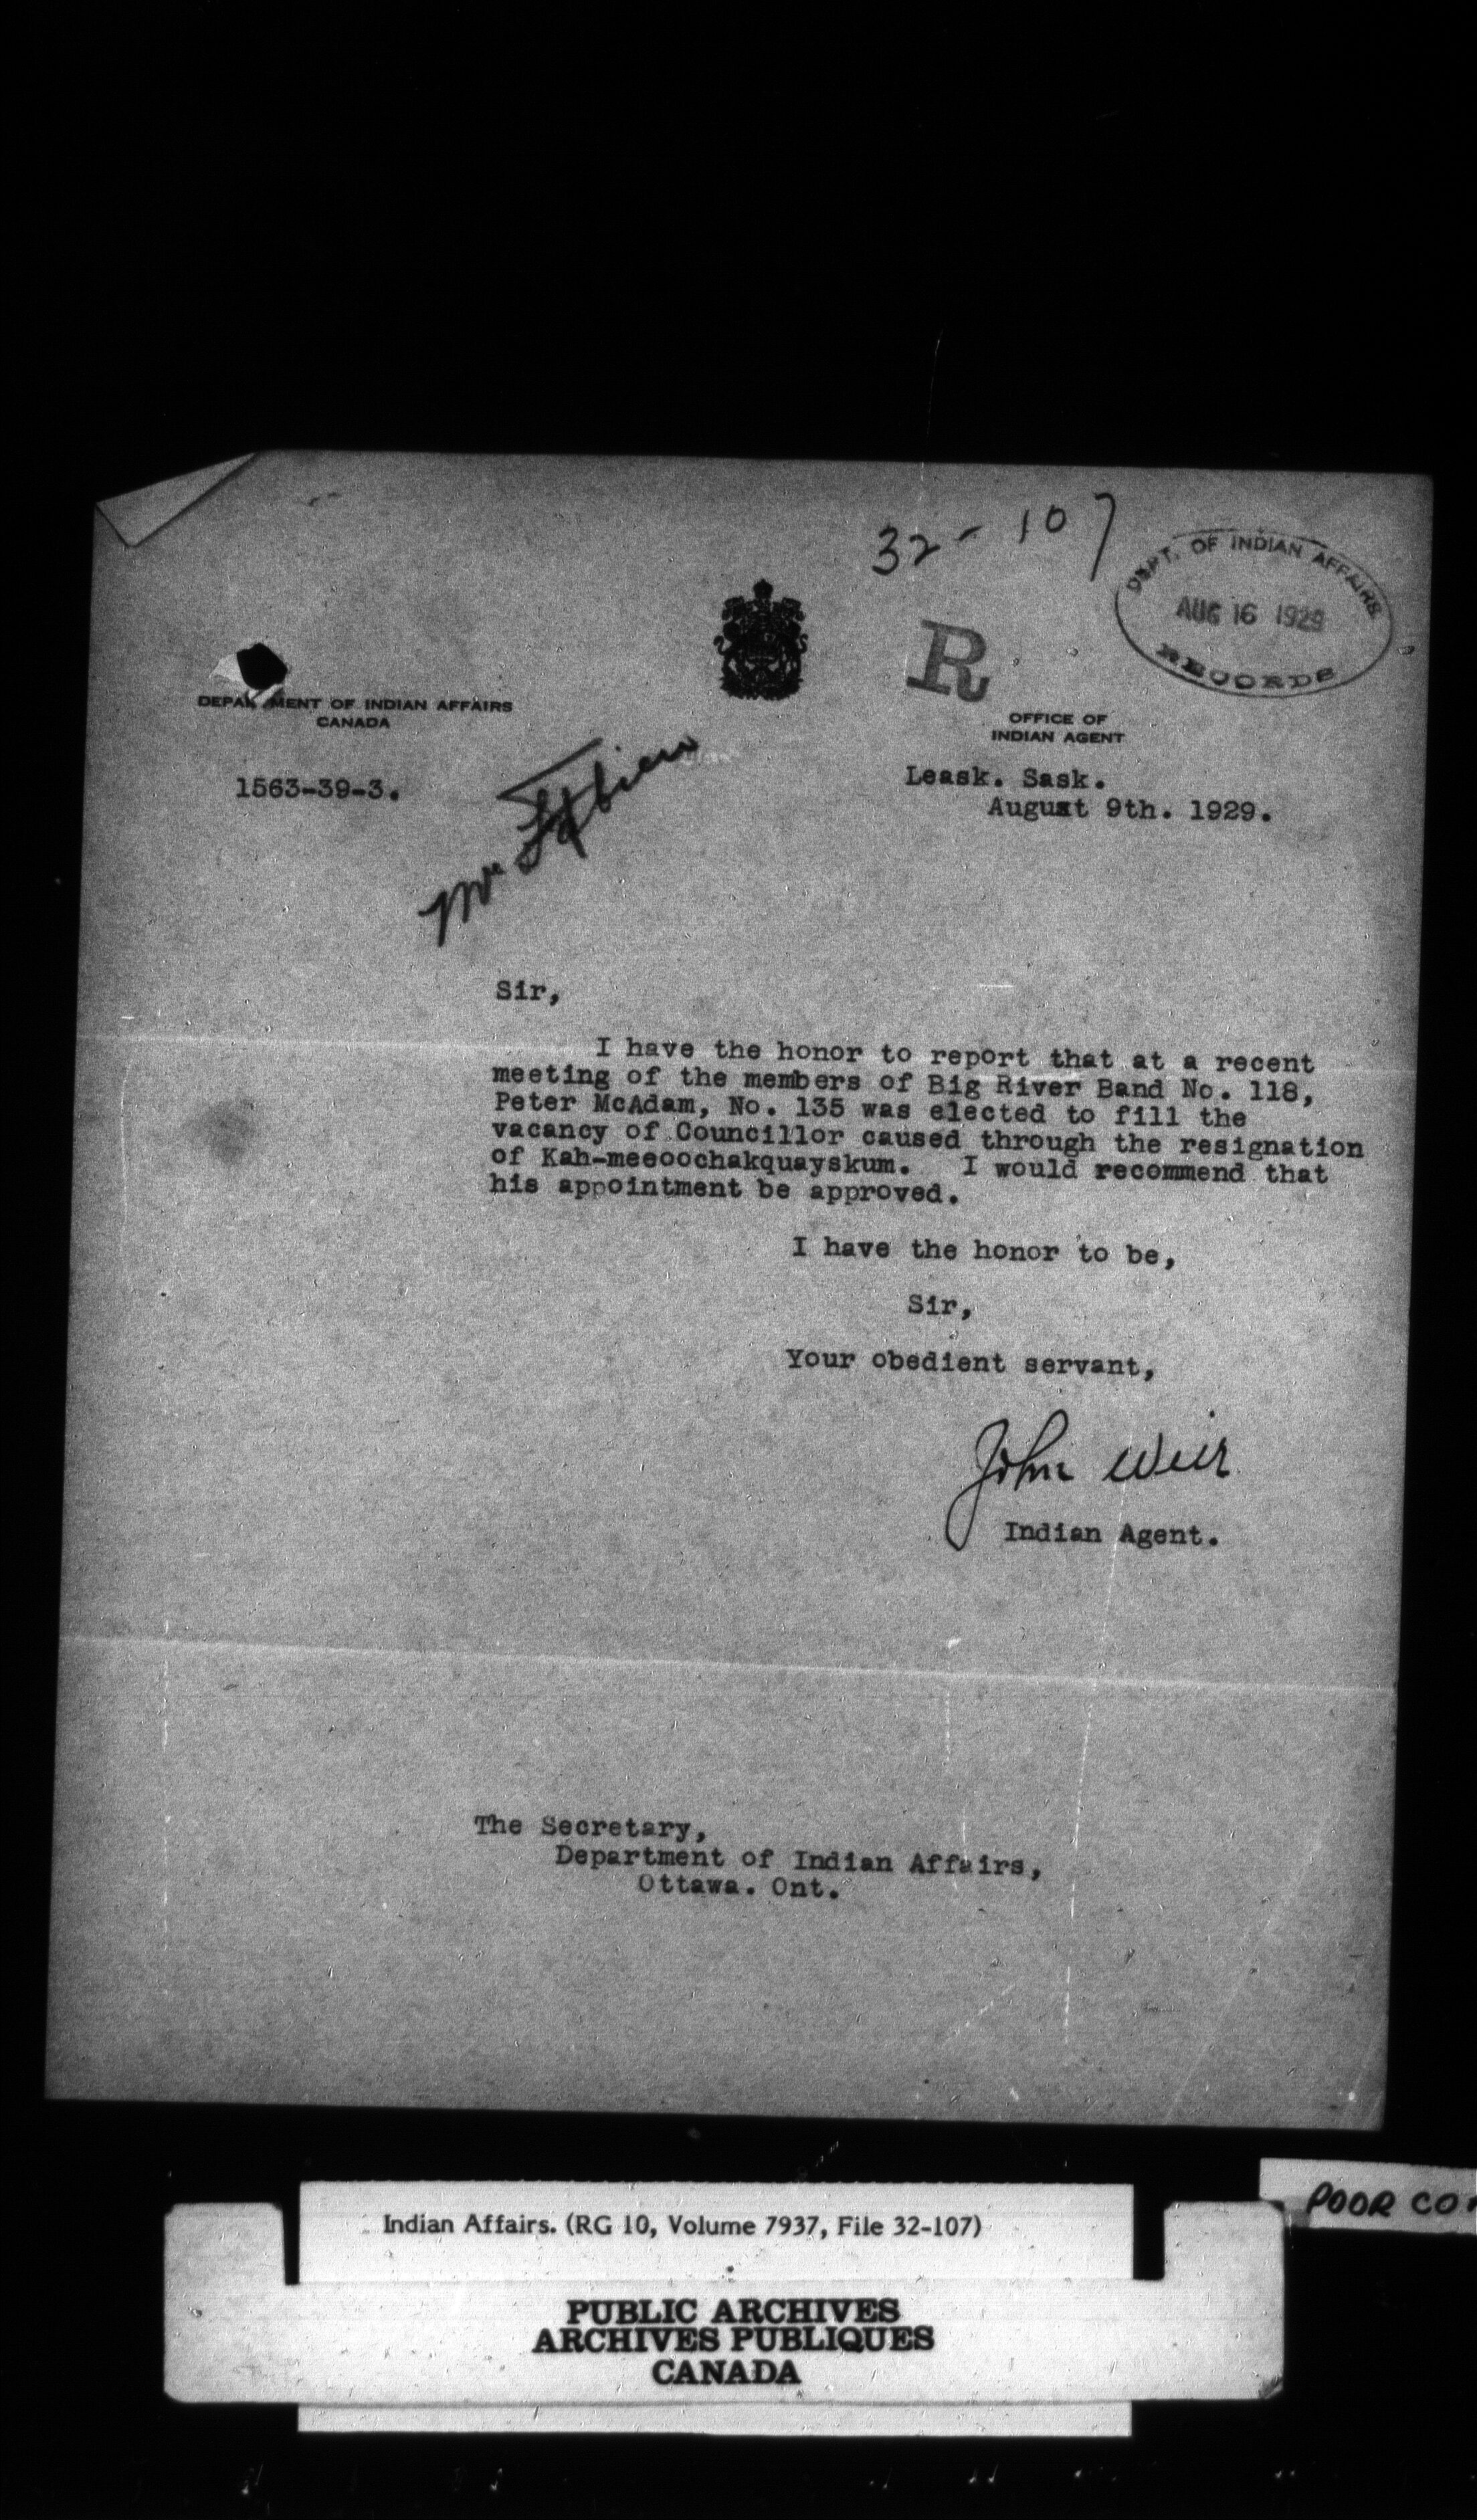 32-107
DEPT. OF INDIAN AFFAIRS
AUG 16 1929
RECORDS
R
DEPARTMENT OF INDIAN AFFAIRS
CANADA
OFFICE OF
INDIAN AGENT
1563-39-3.
Leask. Sask.
August 9th. 1929.
Mr
Sir,
I have the honor to report that at a recent
meeting of the members of Big River Band No. 118,
Peter McAdam, No. 135 was elected to fill the
vacancy of Councillor caused through the resignation
of Kah-meeoochakquayskum. I would recommend that
his appointment be approved.
I have the honor to be,
Sir,
Your obedient servant,
John Weir
Indian Agent.
The Secretary,
Department of Indian Affairs,
Ottawa. Ont.
POOR CO
Indian Affairs. (RG 10, Volume 7937, File 32-107)
PUBLIC ARCHIVES
ARCHIVES PUBLIQUES
CANADA